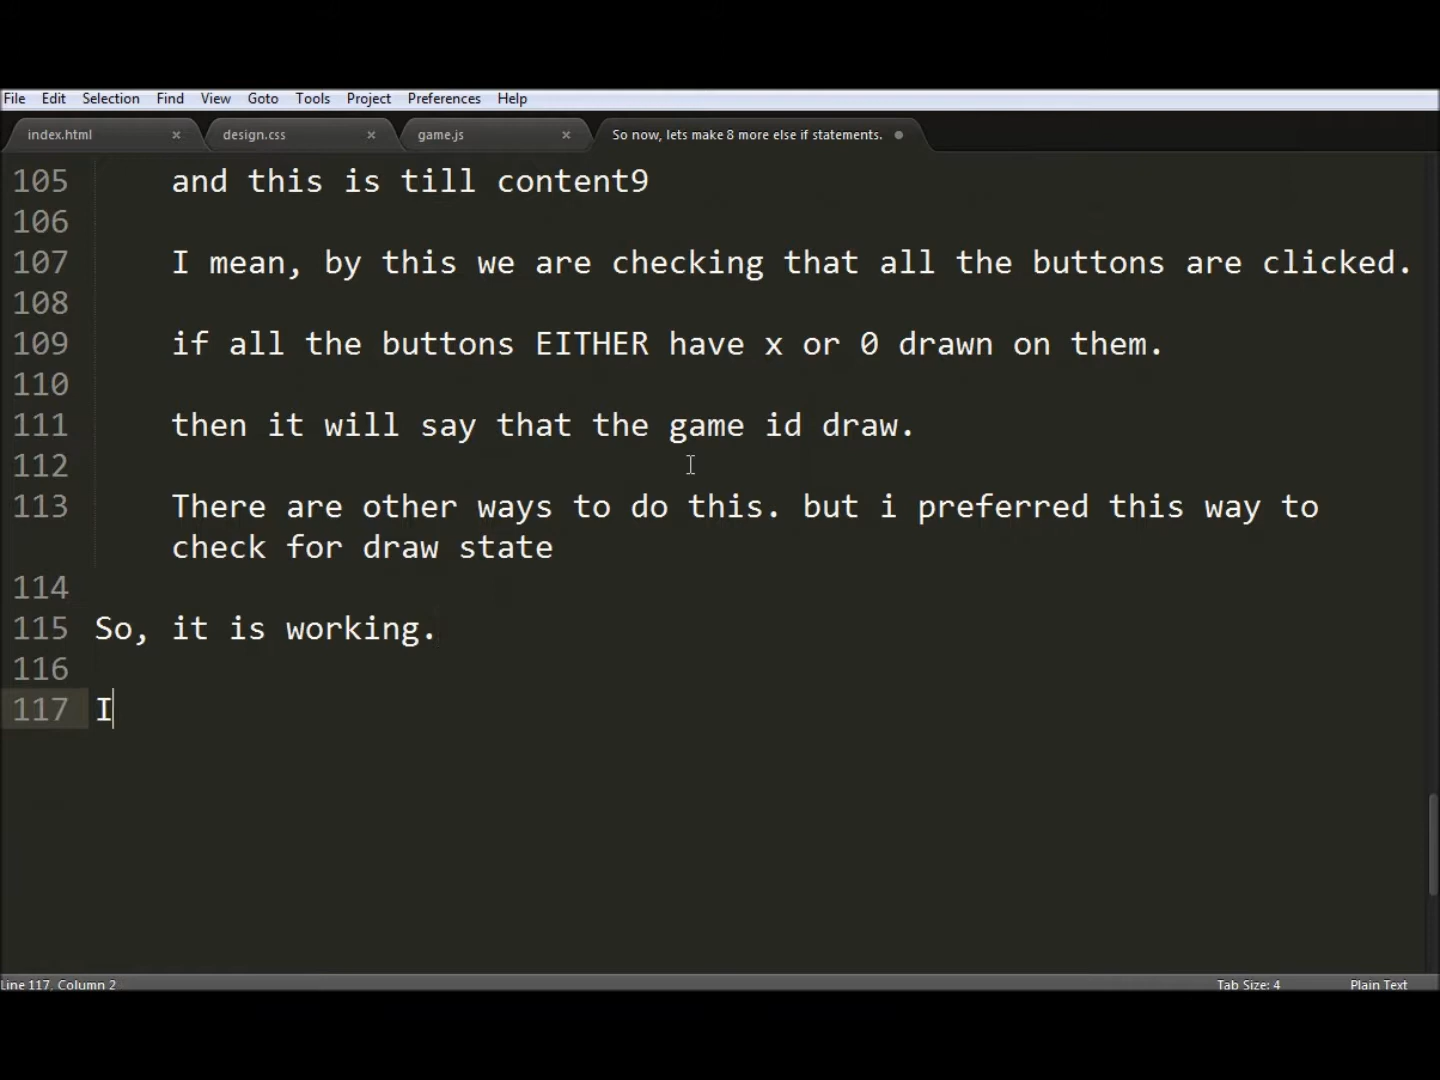 File Edit Selection Find View Goto Tools Project Preferences Help
index.html × design.css × game.js × So now, lets make 8 more else if statements.
105 and this is till content9
106
107 I mean, by this we are checking that all the buttons are clicked.
108
109 if all the buttons EITHER have x or 0 drawn on them.
110
111 then it will say that the game id draw.
112
113 There are other ways to do this. but i preferred this way to
check for draw state
114
115 So, it is working.
116
117 I
Line 117, Column 2 Tab Size: 4 Plain Text